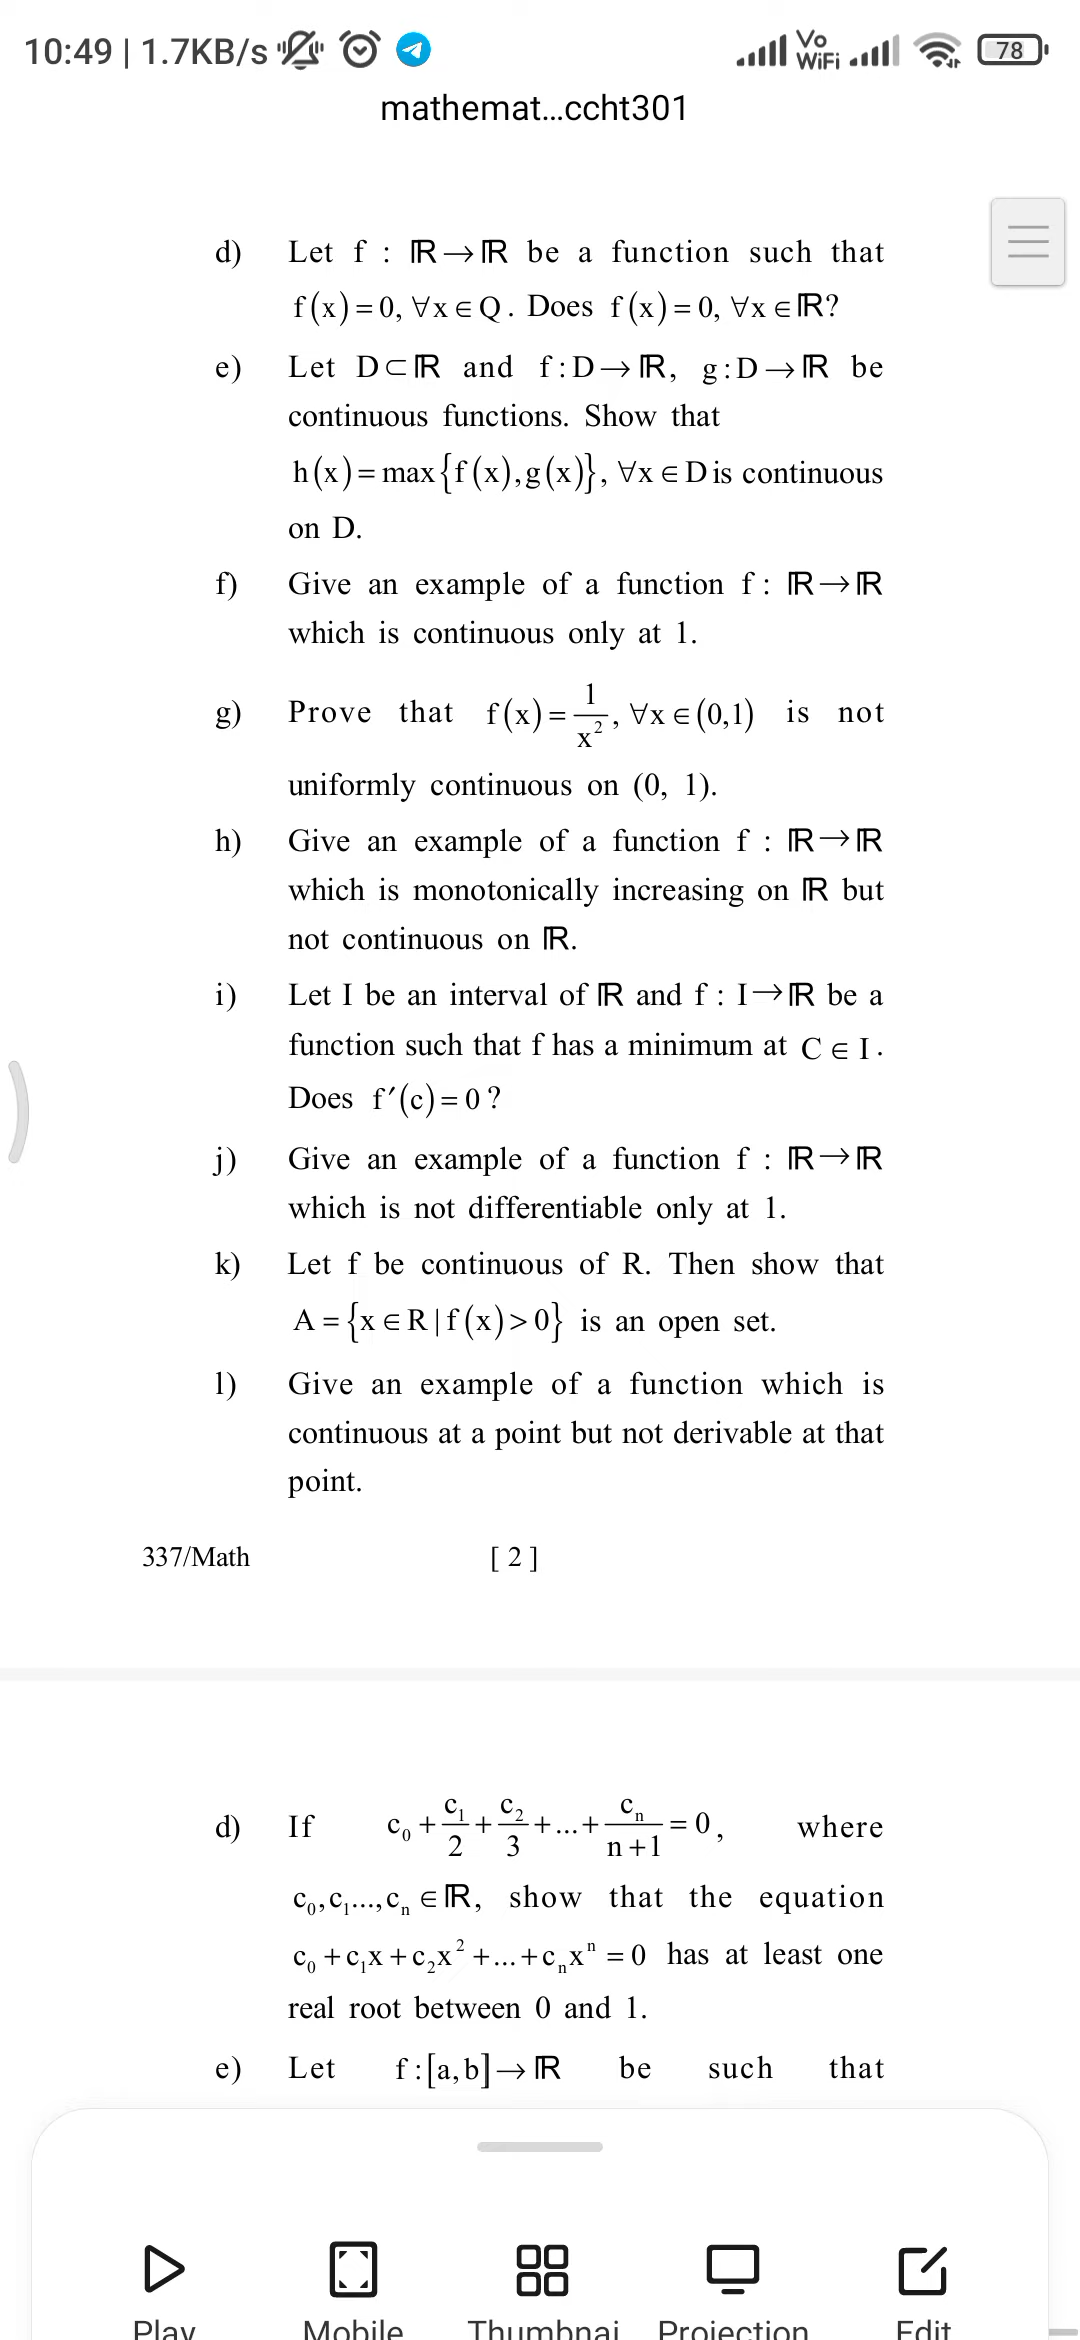 10:49 | 1.7KB/s Vo WiFi 78
mathemat...ccht301
d) Let f : ℝ→ℝ be a function such that
f(x) = 0, ∀x ∈ Q. Does f(x) = 0, ∀x ∈ ℝ?
e) Let D⊂ℝ and f:D→ℝ, g:D→ℝ be
continuous functions. Show that
h(x) = max{f(x),g(x)}, ∀x ∈ D is continuous
on D.
f) Give an example of a function f : ℝ→ℝ
which is continuous only at 1.
g) Prove that f(x) = 1/x², ∀x ∈ (0,1) is not
uniformly continuous on (0, 1).
h) Give an example of a function f : ℝ→ℝ
which is monotonically increasing on ℝ but
not continuous on ℝ.
i) Let I be an interval of ℝ and f : I→ℝ be a
function such that f has a minimum at C ∈ I.
Does f′(c) = 0 ?
j) Give an example of a function f : ℝ→ℝ
which is not differentiable only at 1.
k) Let f be continuous of R. Then show that
A = {x ∈ R | f(x) > 0} is an open set.
l) Give an example of a function which is
continuous at a point but not derivable at that
point.
337/Math [ 2 ]
d) If c₀ + c₁/2 + c₂/3 + ... + cₙ/n+1 = 0, where
c₀,c₁...,cₙ ∈ ℝ, show that the equation
c₀ + c₁x + c₂x² + ... + cₙxⁿ = 0 has at least one
real root between 0 and 1.
e) Let f:[a,b]→ℝ be such that
Play Mobile Thumbnai Projection Edit